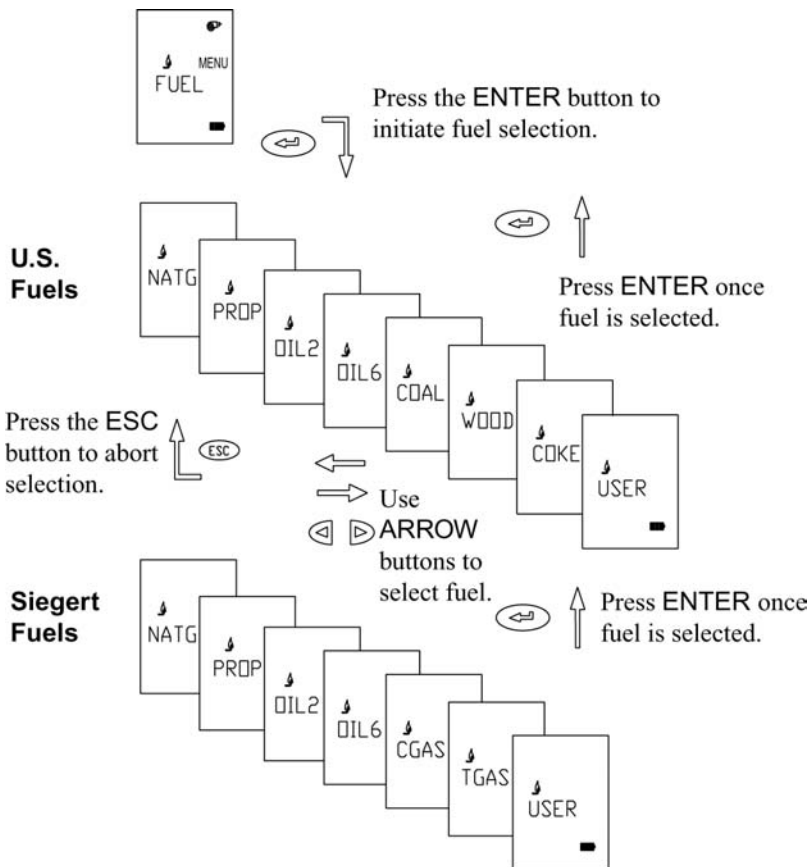 MENU
FUEL
Press the ENTER button to
initiate fuel selection.
U.S.
Fuels
NATG
PROP
OIL2
OIL6
COAL
WOOD
COKE
USER
Press ENTER once
fuel is selected.
Press the ESC
button to abort
selection.
ESC
Use
ARROW
buttons to
select fuel.
Siegert
Fuels
NATG
PROP
OIL2
OIL6
CGAS
TGAS
USER
Press ENTER once
fuel is selected.